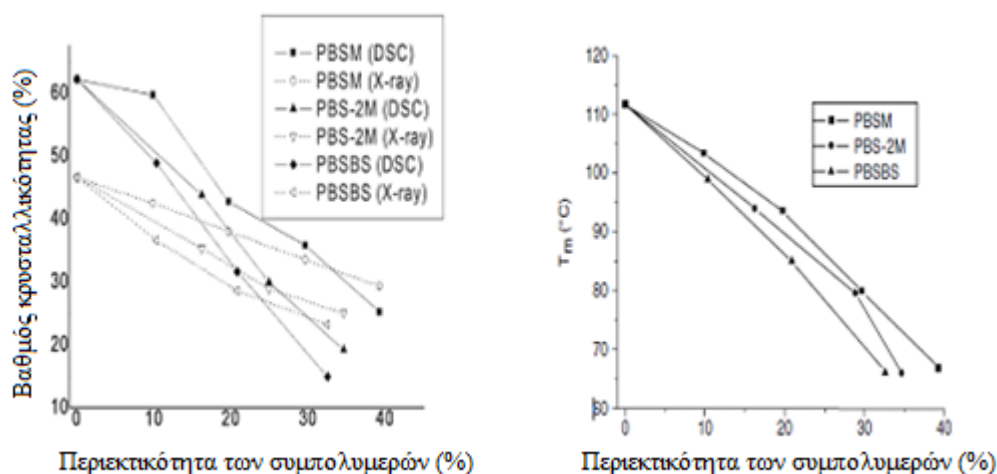 Βαθμός κρυσταλλικότητας (%)
60
50
40
30
20
10
0
10
20
30
40
PBSM (DSC)
PBSM (X-ray)
PBS-2M (DSC)
PBS-2M (X-ray)
PBSBS (DSC)
PBSBS (X-ray)
Περιεκτικότητα των συμπολυμερών (%)
Tm (°C)
120
110
100
90
80
70
60
0
10
20
30
40
PBSM
PBS-2M
PBSBS
Περιεκτικότητα των συμπολυμερών (%)